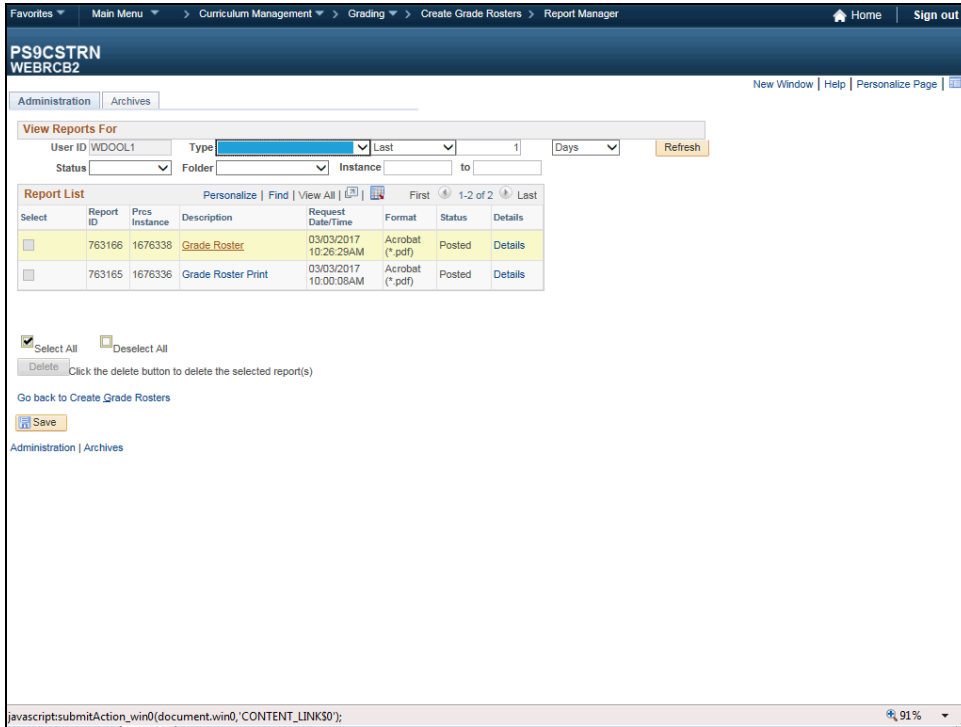 Favorites Main Menu > Curriculum Management > Grading > Create Grade Rosters > Report Manager Home Sign out
PS9CSTRN
WEBRCB2
New Window | Help | Personalize Page |
Administration Archives
View Reports For
User ID WDOOL1 Type Last 1 Days Refresh
Status Folder Instance to
Report List Personalize | Find | View All | | First 1-2 of 2 Last
Select Report ID Prcs Instance Description Request Date/Time Format Status Details
763166 1676338 Grade Roster 03/03/2017 10:26:29AM Acrobat (*.pdf) Posted Details
763165 1676336 Grade Roster Print 03/03/2017 10:00:08AM Acrobat (*.pdf) Posted Details
Select All Deselect All
Delete Click the delete button to delete the selected report(s)
Go back to Create Grade Rosters
Save
Administration | Archives
javascript:submitAction_win0(document.win0,'CONTENT_LINK$0'); 91%